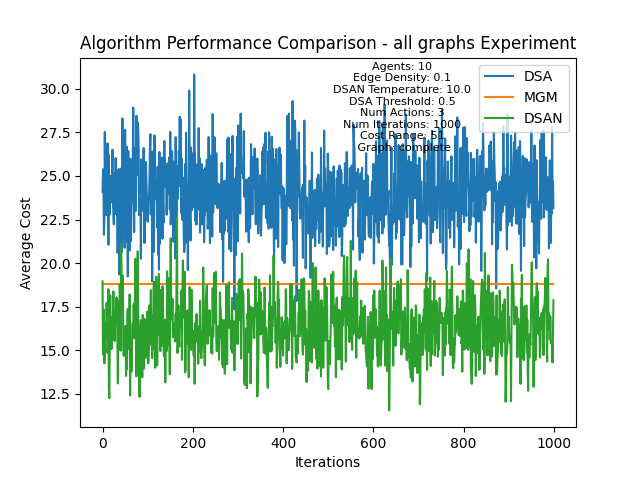 Algorithm Performance Comparison - all graphs Experiment
Agents: 10
Edge Density: 0.1
DSAN Temperature: 10.0
DSA Threshold: 0.5
Num Actions: 3
Num Iterations: 1000
Cost Range: 51
Graph: complete
DSA
MGM
DSAN
Average Cost
30.0
27.5
25.0
22.5
20.0
17.5
15.0
12.5
0
200
400
600
800
1000
Iterations